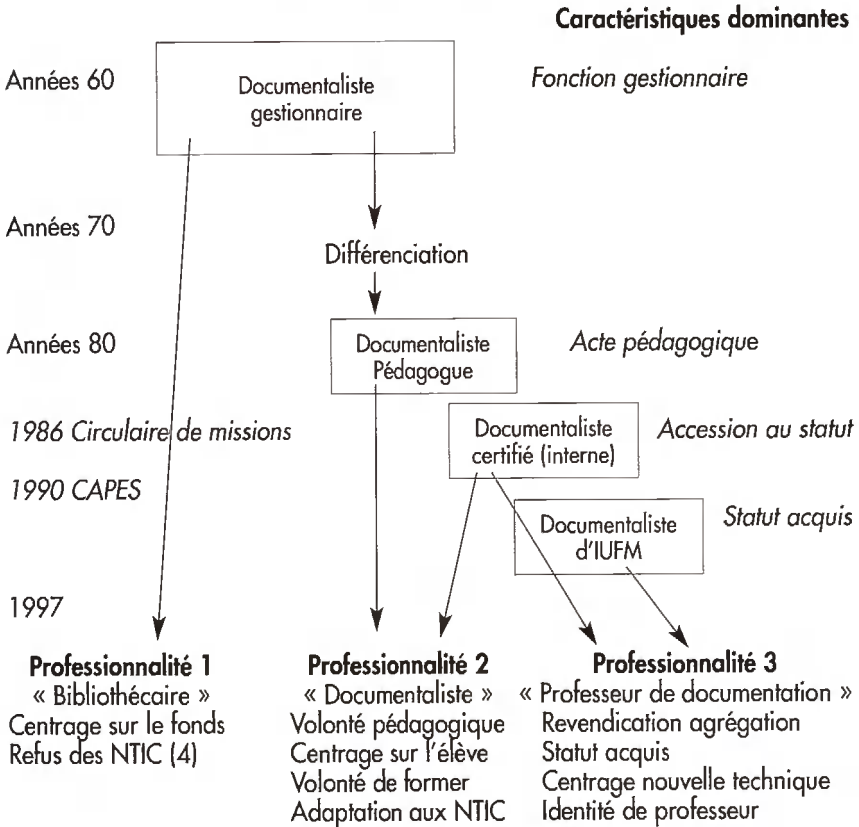 Caractéristiques dominantes
Années 60
Documentaliste
gestionnaire
Fonction gestionnaire
Années 70
Différenciation
Années 80
Documentaliste
Pédagogue
Acte pédagogique
1986 Circulaire de missions
Documentaliste
certifié (interne)
Accession au statut
1990 CAPES
Documentaliste
d'IUFM
Statut acquis
1997
Professionnalité 1
« Bibliothécaire »
Centrage sur le fonds
Refus des NTIC (4)
Professionnalité 2
« Documentaliste »
Volonté pédagogique
Centrage sur l'élève
Volonté de former
Adaptation aux NTIC
Professionnalité 3
« Professeur de documentation »
Revendication agrégation
Statut acquis
Centrage nouvelle technique
Identité de professeur